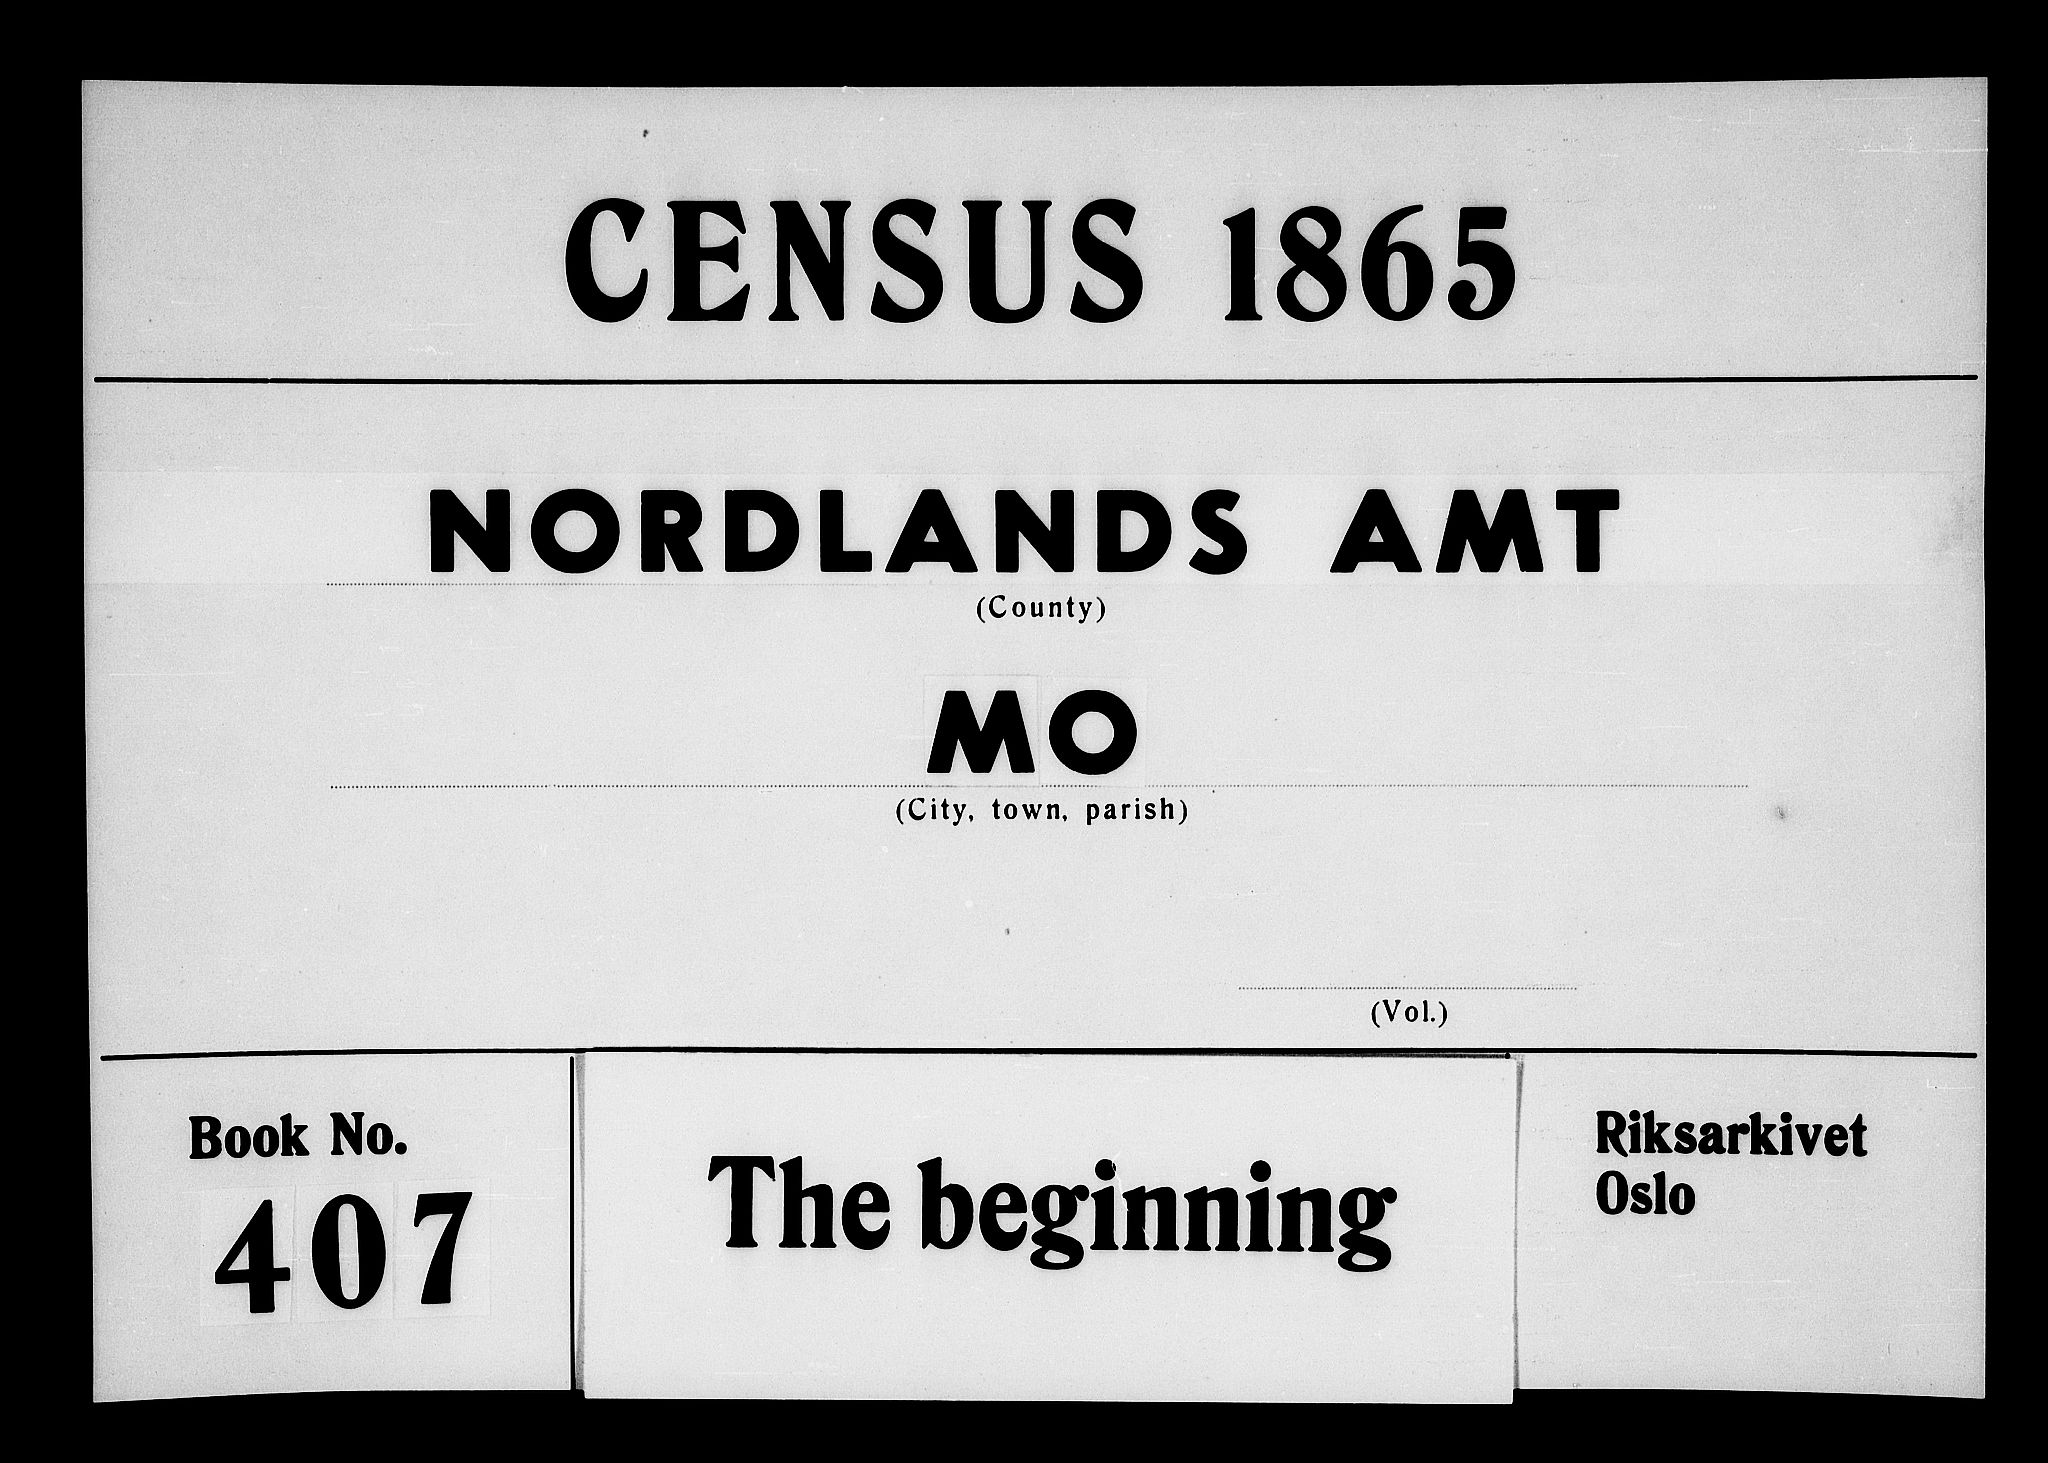 CENSUS 1865
NORDLANDS AMT
(County)
MO
(City, town, parish)
(Vol.)
Book No.
407
The beginning
Riksarkivet
Oslo